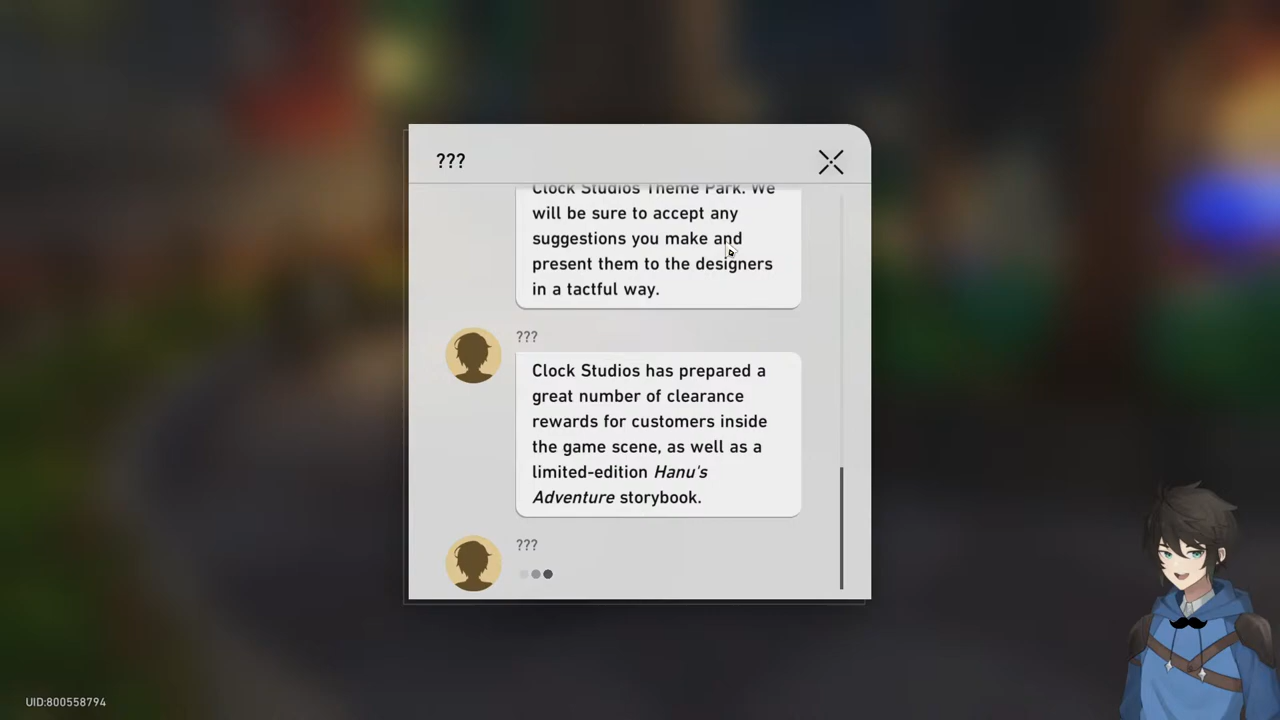 ???
Clock Studios Theme Park. We
will be sure to accept any
suggestions you make and
present them to the designers
in a tactful way.
???
Clock Studios has prepared a
great number of clearance
rewards for customers inside
the game scene, as well as a
limited-edition Hanu's
Adventure storybook.
???
UID:800558794